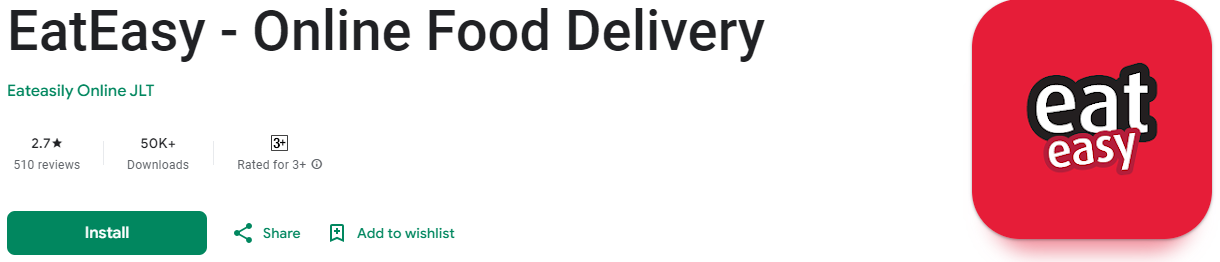 EatEasy - Online Food Delivery
Eateasily Online JLT
2.7★
510 reviews
50K+
Downloads
3+
Rated for 3+
Install
Share
Add to wishlist
eat
easy